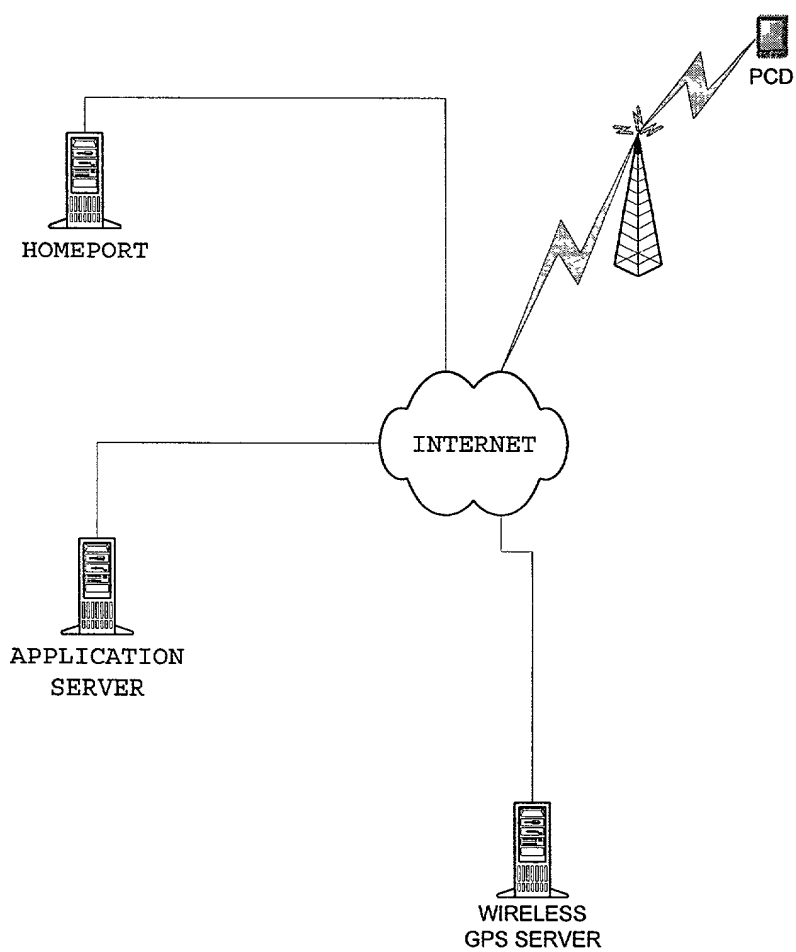 PCD
HOMEPORT
INTERNET
APPLICATION
SERVER
WIRELESS
GPS SERVER